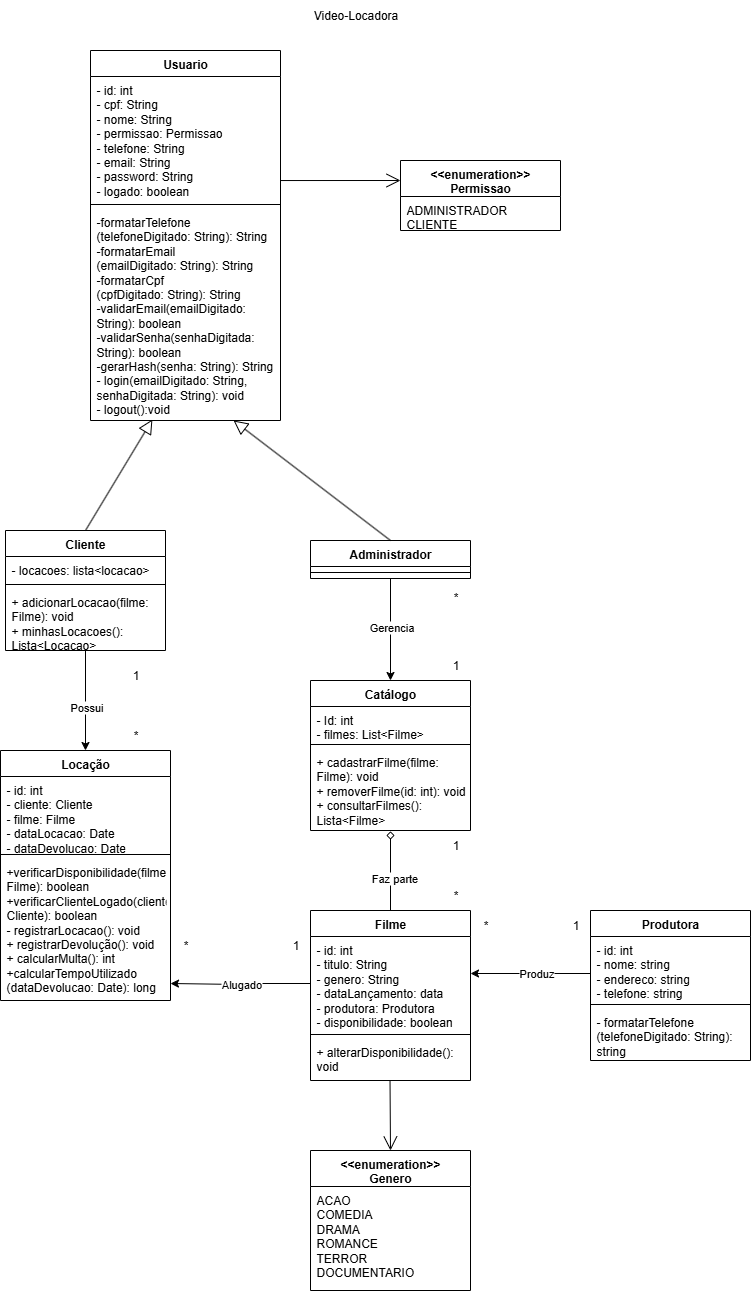 Video-Locadora
Usuario
- id: int
- cpf: String
- nome: String
- permissao: Permissao
- telefone: String
- email: String
- password: String
- logado: boolean
-formatarTelefone
(telefoneDigitado: String): String
-formatarEmail
(emailDigitado: String): String
-formatarCpf
(cpfDigitado: String): String
-validarEmail(emailDigitado:
String): boolean
-validarSenha(senhaDigitada:
String): boolean
-gerarHash(senha: String): String
- login(emailDigitado: String,
senhaDigitada: String): void
- logout():void
<<enumeration>>
Permissao
ADMINISTRADOR
CLIENTE
Cliente
- locacoes: lista<locacao>
+ adicionarLocacao(filme:
Filme): void
+ minhasLocacoes():
Lista<Locacao>
Administrador
*
Gerencia
1
1
Possui
*
Catálogo
- Id: int
- filmes: List<Filme>
+ cadastrarFilme(filme:
Filme): void
+ removerFilme(id: int): void
+ consultarFilmes():
Lista<Filme>
Locação
- id: int
- cliente: Cliente
- filme: Filme
- dataLocacao: Date
- dataDevolucao: Date
+verificarDisponibilidade(filme
Filme): boolean
+verificarClienteLogado(cliente
Cliente): boolean
- registrarLocacao(): void
+ registrarDevolução(): void
+ calcularMulta(): int
+calcularTempoUtilizado
(dataDevolucao: Date): long
1
Faz parte
*
*
1
Alugado
Filme
- id: int
- titulo: String
- genero: String
- dataLançamento: data
- produtora: Produtora
- disponibilidade: boolean
+ alterarDisponibilidade():
void
*
1
Produz
Produtora
- id: int
- nome: string
- endereco: string
- telefone: string
- formatarTelefone
(telefoneDigitado: String):
string
<<enumeration>>
Genero
ACAO
COMEDIA
DRAMA
ROMANCE
TERROR
DOCUMENTARIO